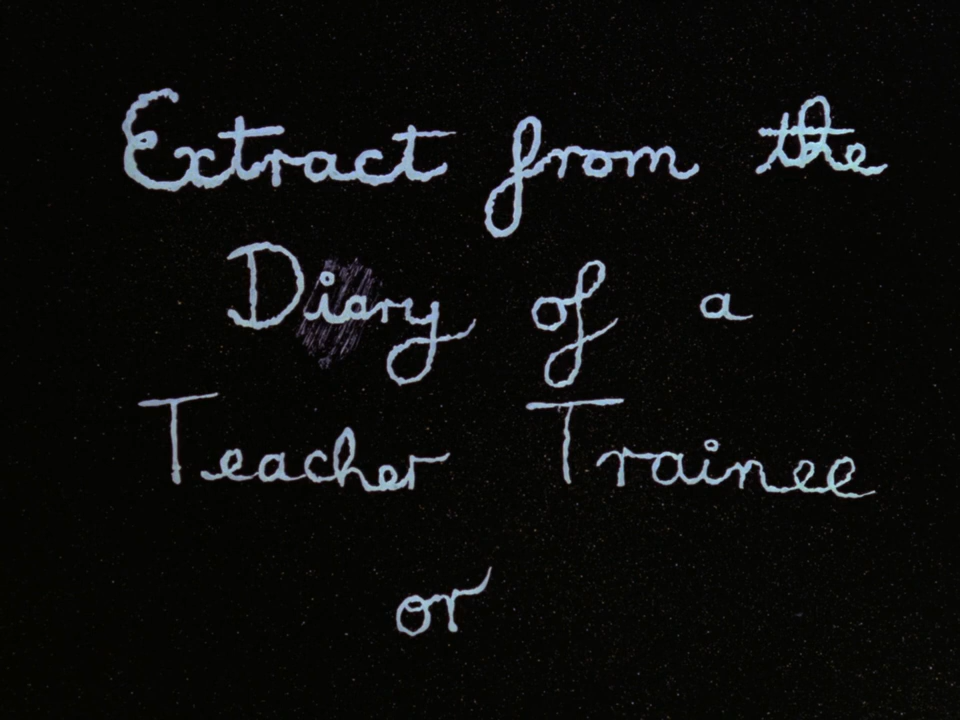 Extract from the
Diary of a
Teacher Trainee
or